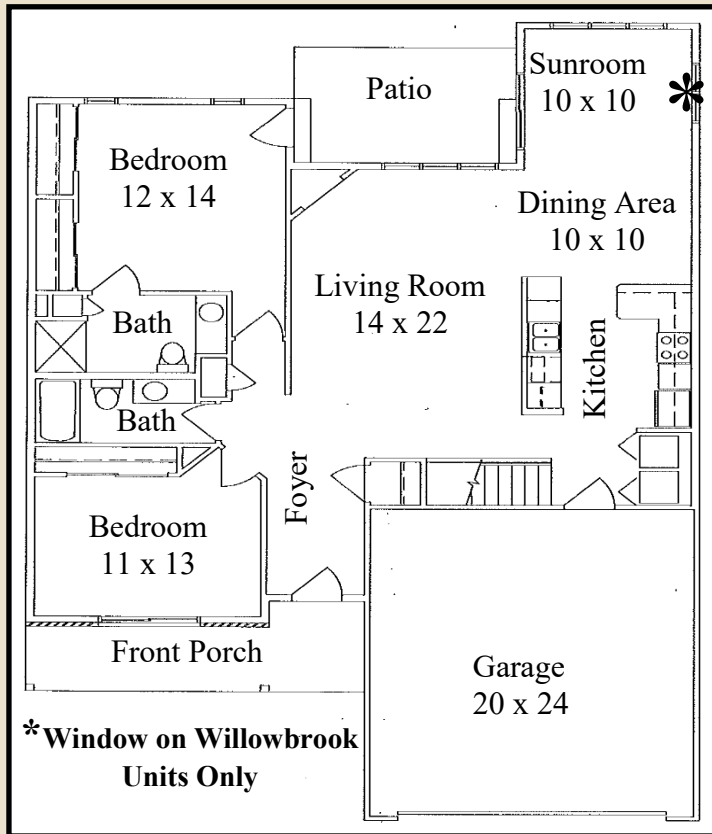 Patio
Sunroom
10 x 10
*
Bedroom
12 x 14
Dining Area
10 x 10
Living Room
14 x 22
Bath
Kitchen
Bath
Foyer
Bedroom
11 x 13
Front Porch
Garage
20 x 24
*Window on Willowbrook
Units Only